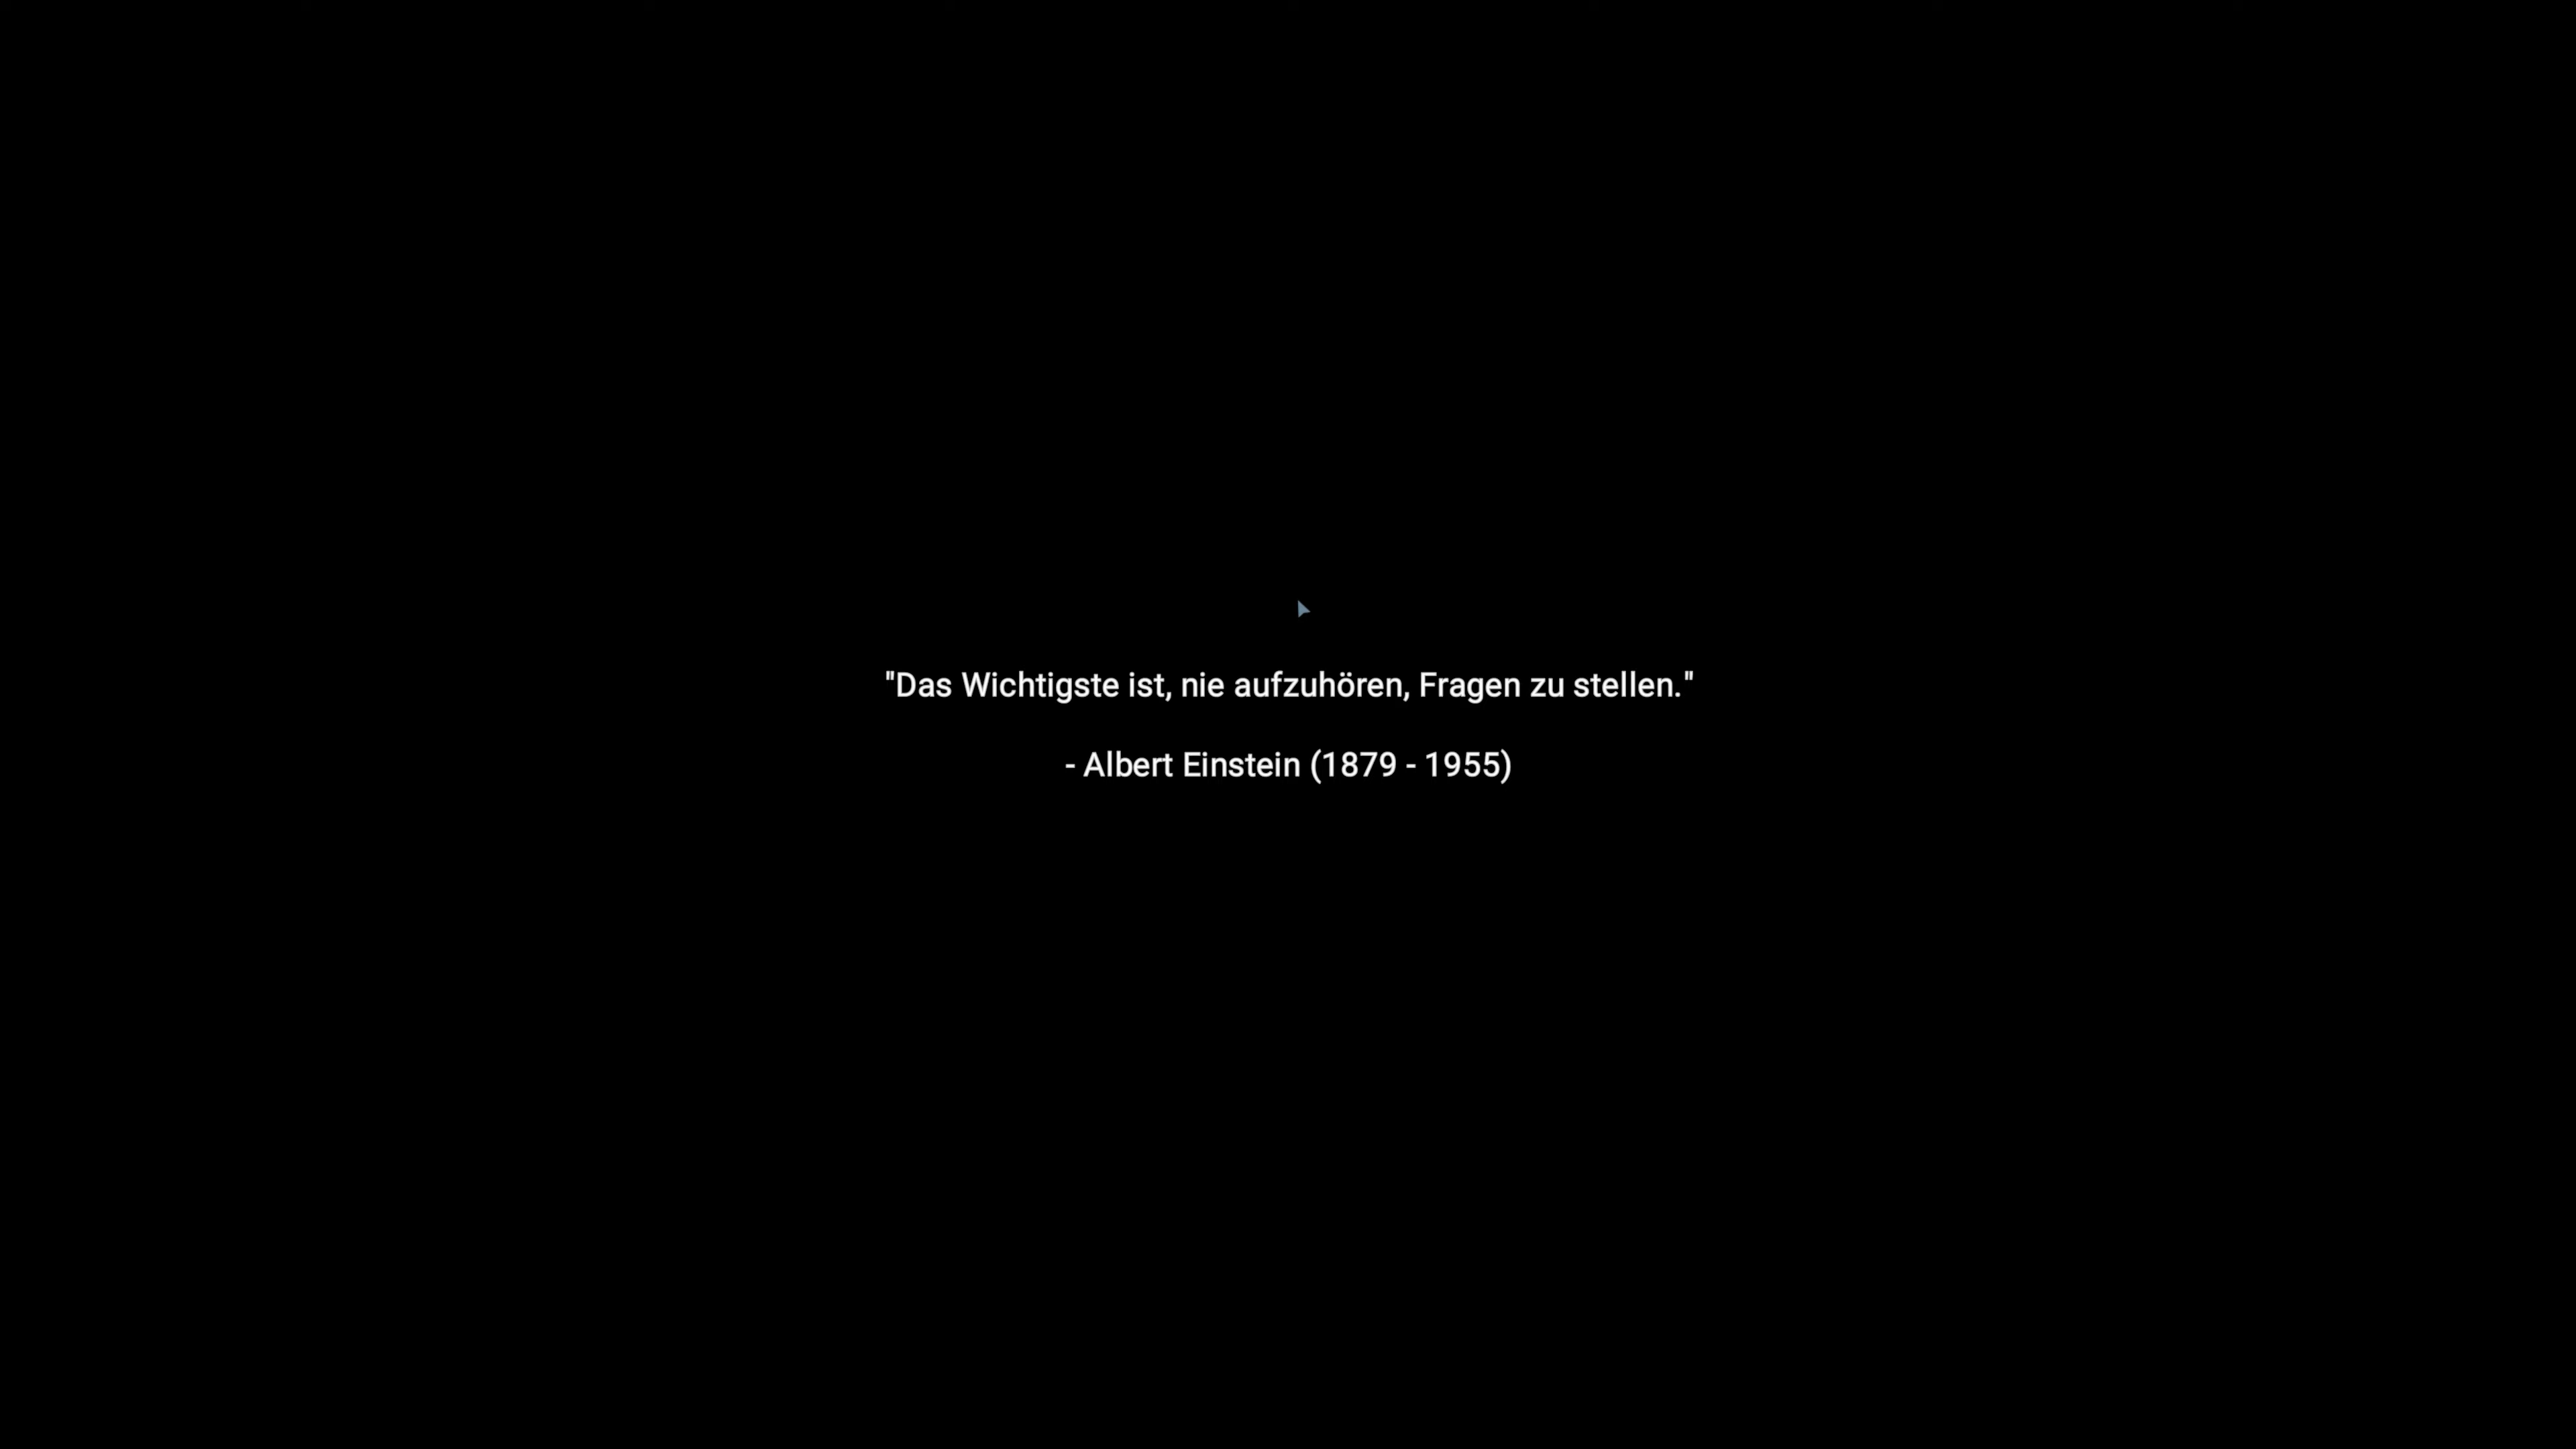 "Das Wichtigste ist, nie aufzuhören, Fragen zu stellen."
- Albert Einstein (1879 - 1955)